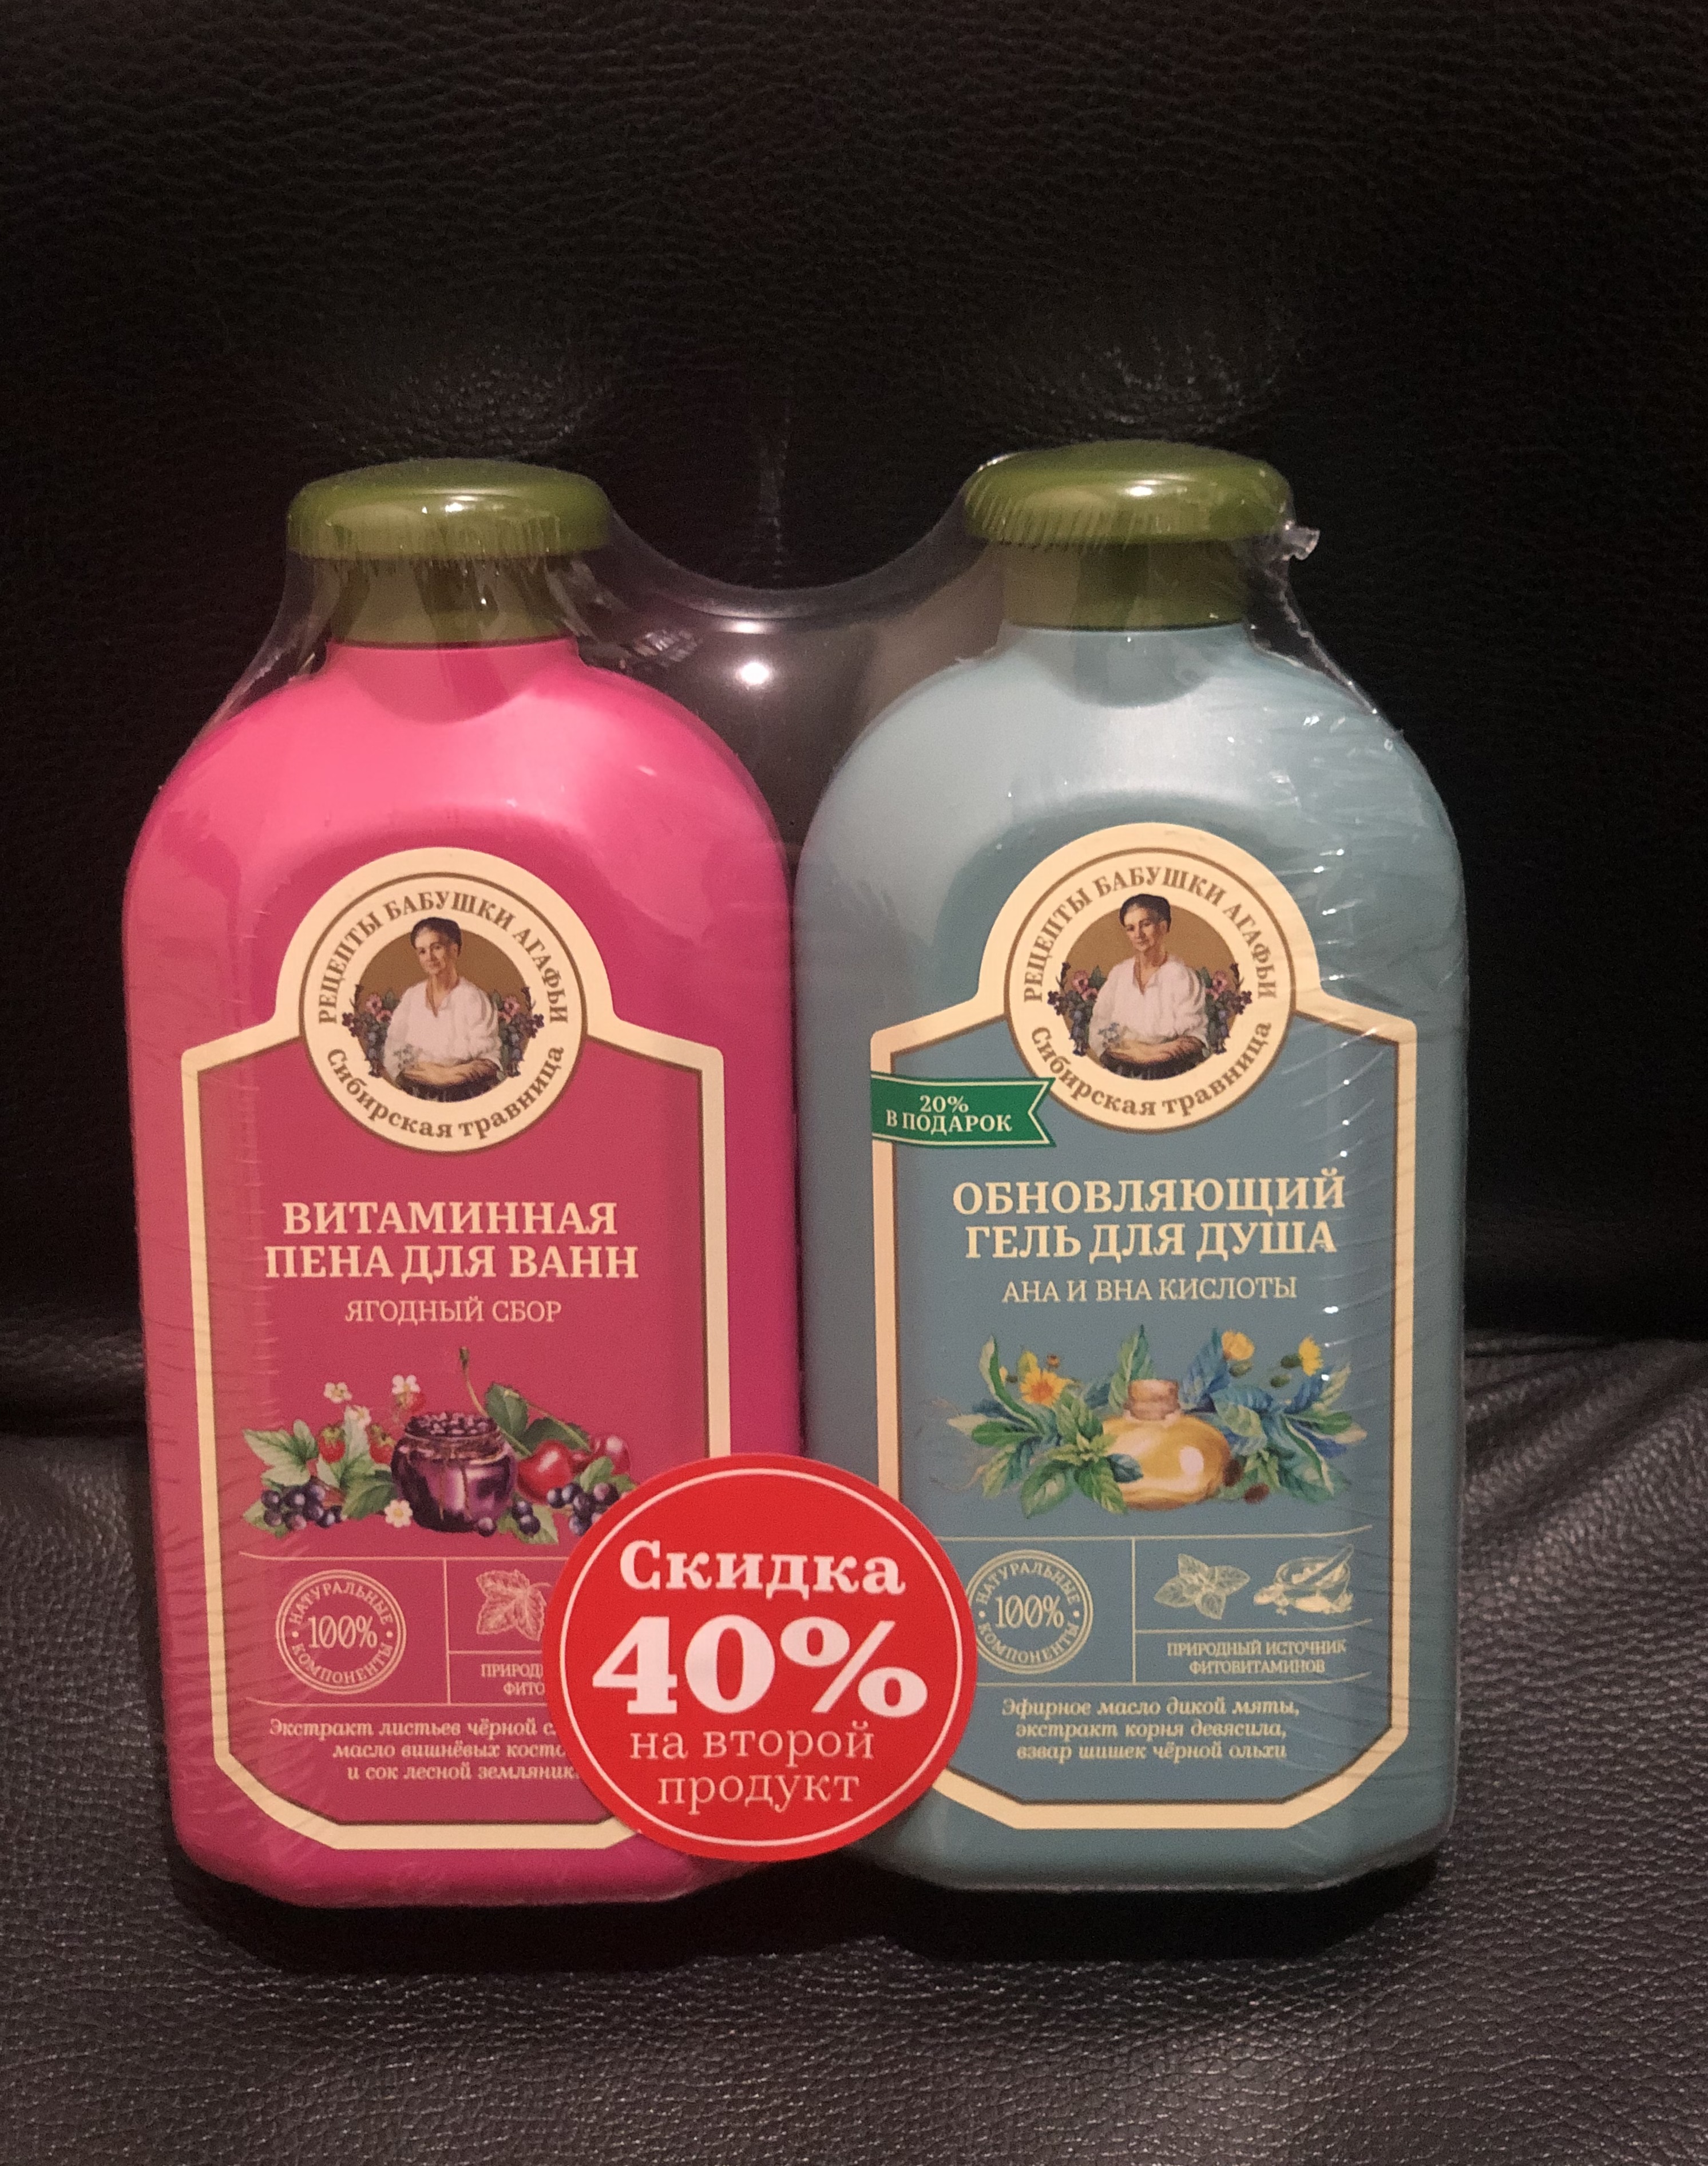 РЕЦЕПТЫ БАБУШКИ АГАФЬИ
Сибирская травница
ВИТАМИННАЯ
ПЕНА ДЛЯ ВАНН
ЯГОДНЫЙ СБОР
НАТУРАЛЬНЫЕ
100%
КОМПОНЕНТЫ
Экстракт листьев чёрной
масло вишнёвых
и сок лесной
РЕЦЕПТЫ БАБУШКИ АГАФЬИ
Сибирская травница
20%
В ПОДАРОК
ОБНОВЛЯЮЩИЙ
ГЕЛЬ ДЛЯ ДУША
АНА И ВНА КИСЛОТЫ
НАТУРАЛЬНЫЕ
100%
КОМПОНЕНТЫ
ПРИРОДНЫЙ ИСТОЧНИК
ФИТОВИТАМИНОВ
Эфирное масло дикой мяты,
экстракт корня девясила,
взвар шишек чёрной ольхи
Скидка
40%
на второй
продукт